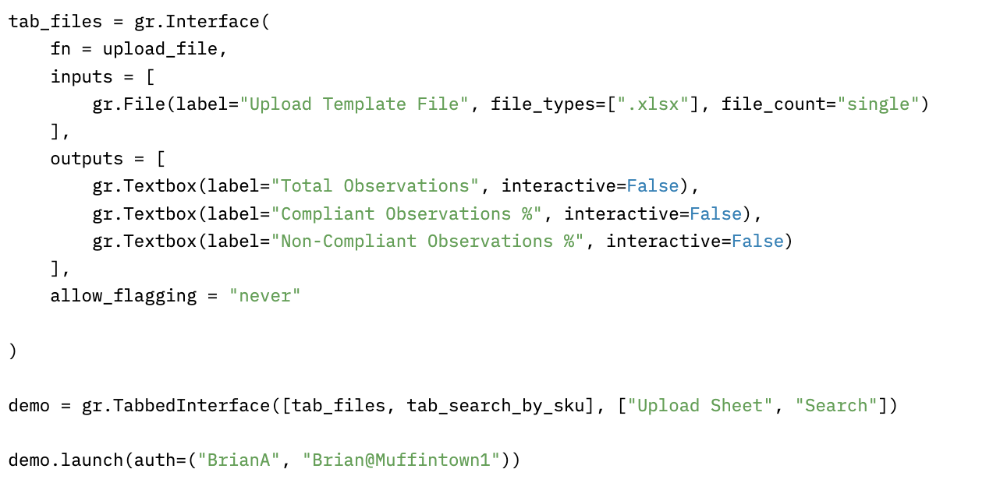 tab_files = gr.Interface(
    fn = upload_file,
    inputs = [
        gr.File(label="Upload Template File", file_types=[".xlsx"], file_count="single")
    ],
    outputs = [
        gr.Textbox(label="Total Observations", interactive=False),
        gr.Textbox(label="Compliant Observations %", interactive=False),
        gr.Textbox(label="Non-Compliant Observations %", interactive=False)
    ],
    allow_flagging = "never"
)
demo = gr.TabbedInterface([tab_files, tab_search_by_sku], ["Upload Sheet", "Search"])
demo.launch(auth=("BrianA", "Brian@Muffintown1"))